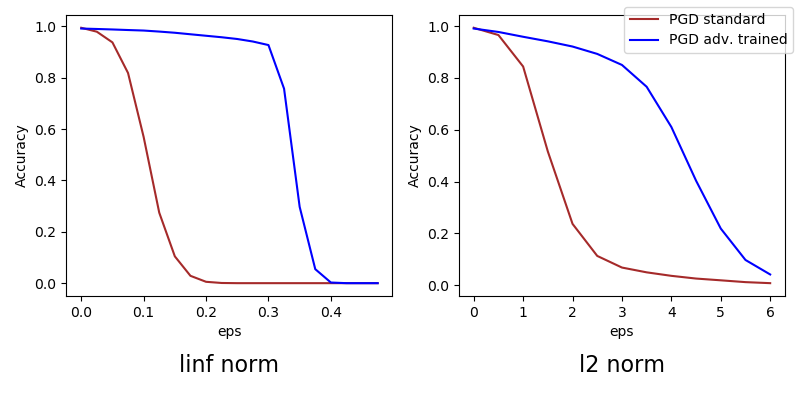 PGD standard
PGD adv. trained
Accuracy
1.0
0.8
0.6
0.4
0.2
0.0
0.0 0.1 0.2 0.3 0.4
eps
linf norm
Accuracy
1.0
0.8
0.6
0.4
0.2
0.0
0 1 2 3 4 5 6
eps
l2 norm